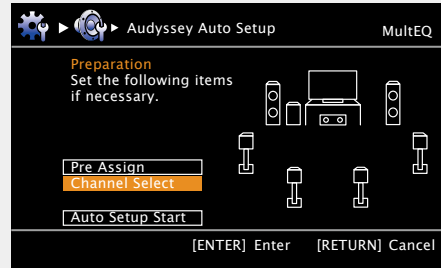 Audyssey Auto Setup
MultEQ
Preparation
Set the following items
if necessary.
Pre Assign
Channel Select
Auto Setup Start
[ENTER] Enter [RETURN] Cancel